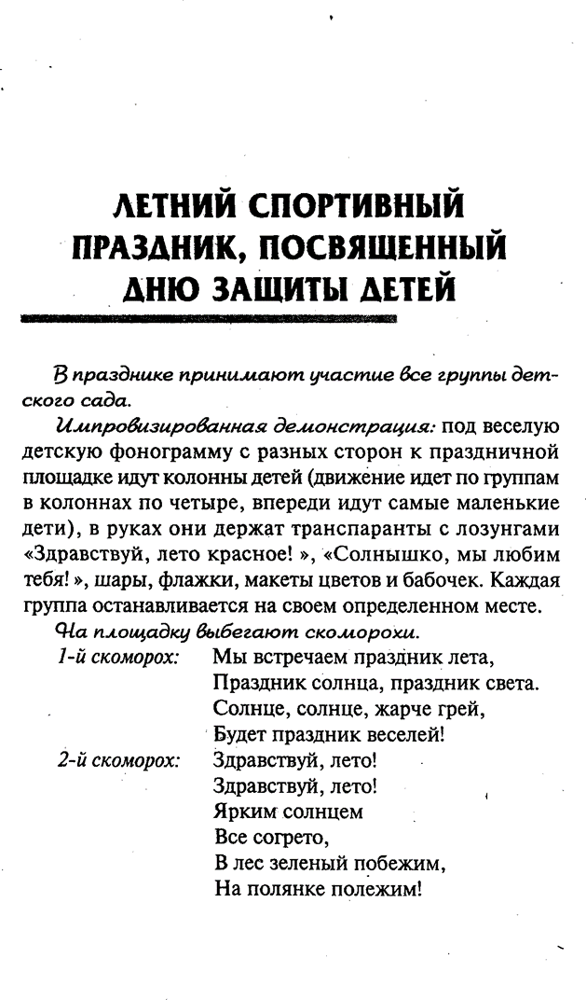 ЛЕТНИЙ СПОРТИВНЫЙ
ПРАЗДНИК, ПОСВЯЩЕННЫЙ
ДНЮ ЗАЩИТЫ ДЕТЕЙ
В празднике принимают участие все группы дет-
ского сада.
Импровизированная демонстрация: под веселую
детскую фонограмму с разных сторон к праздничной
площадке идут колонны детей (движение идет по группам
в колоннах по четыре, впереди идут самые маленькие
дети), в руках они держат транспаранты с лозунгами
«Здравствуй, лето красное! », «Солнышко, мы любим
тебя! », шары, флажки, макеты цветов и бабочек. Каждая
группа останавливается на своем определенном месте.
На площадку выбегают скоморохи.
1-й скоморох: Мы встречаем праздник лета,
Праздник солнца, праздник света.
Солнце, солнце, жарче грей,
Будет праздник веселей!
2-й скоморох: Здравствуй, лето!
Здравствуй, лето!
Ярким солнцем
Все согрето,
В лес зеленый побежим,
На полянке полежим!